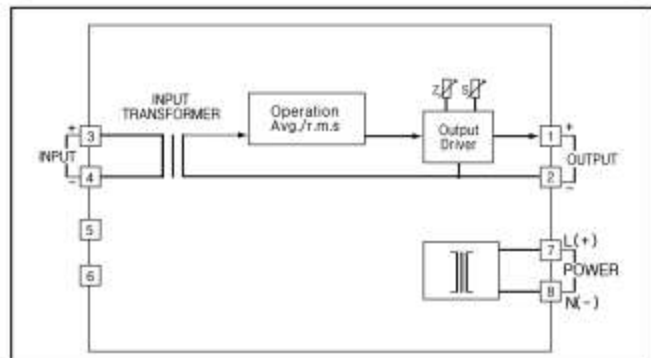 INPUT
TRANSFORMER
Operation
Avg./r.m.s
Z
S
Output
Driver
+
3
INPUT
4
−
5
6
1
+
OUTPUT
2
−
7
L(+)
POWER
8
N(−)